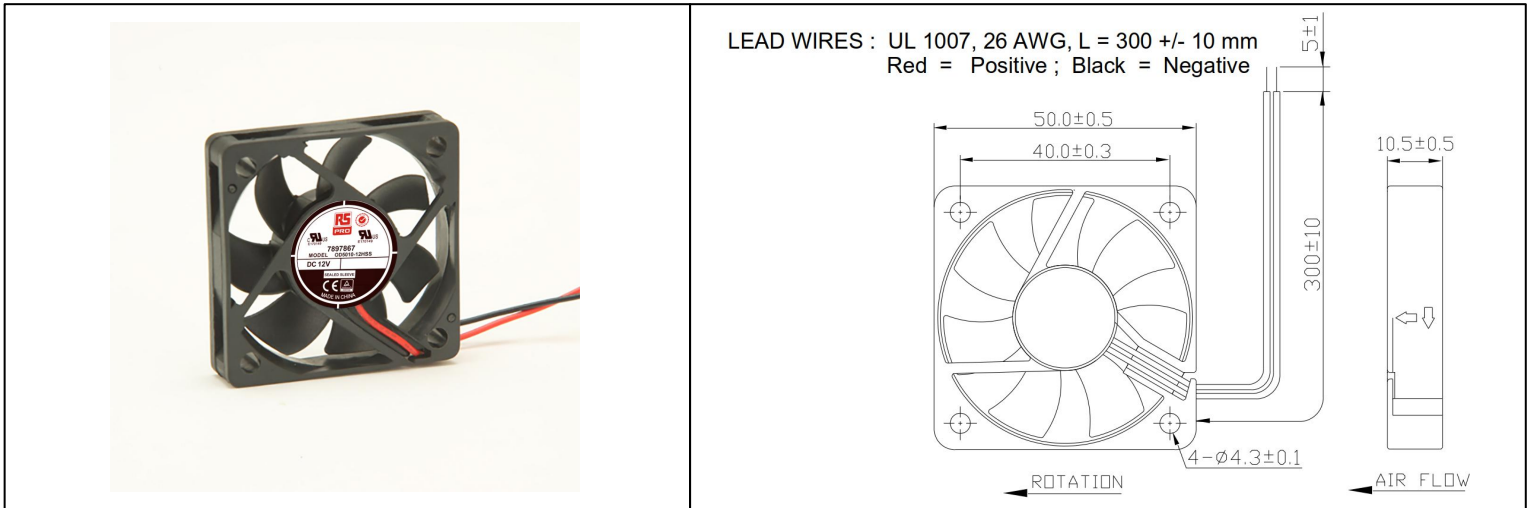 RS
PRO
7897867
MODEL OD5010-12HSS
DC 12V
SEALED SLEEVE
CE
MADE IN CHINA
LEAD WIRES : UL 1007, 26 AWG, L = 300 +/- 10 mm
Red = Positive ; Black = Negative
5±1
50.0±0.5
40.0±0.3
10.5±0.5
300±10
4-Ø4.3±0.1
ROTATION
AIR FLOW